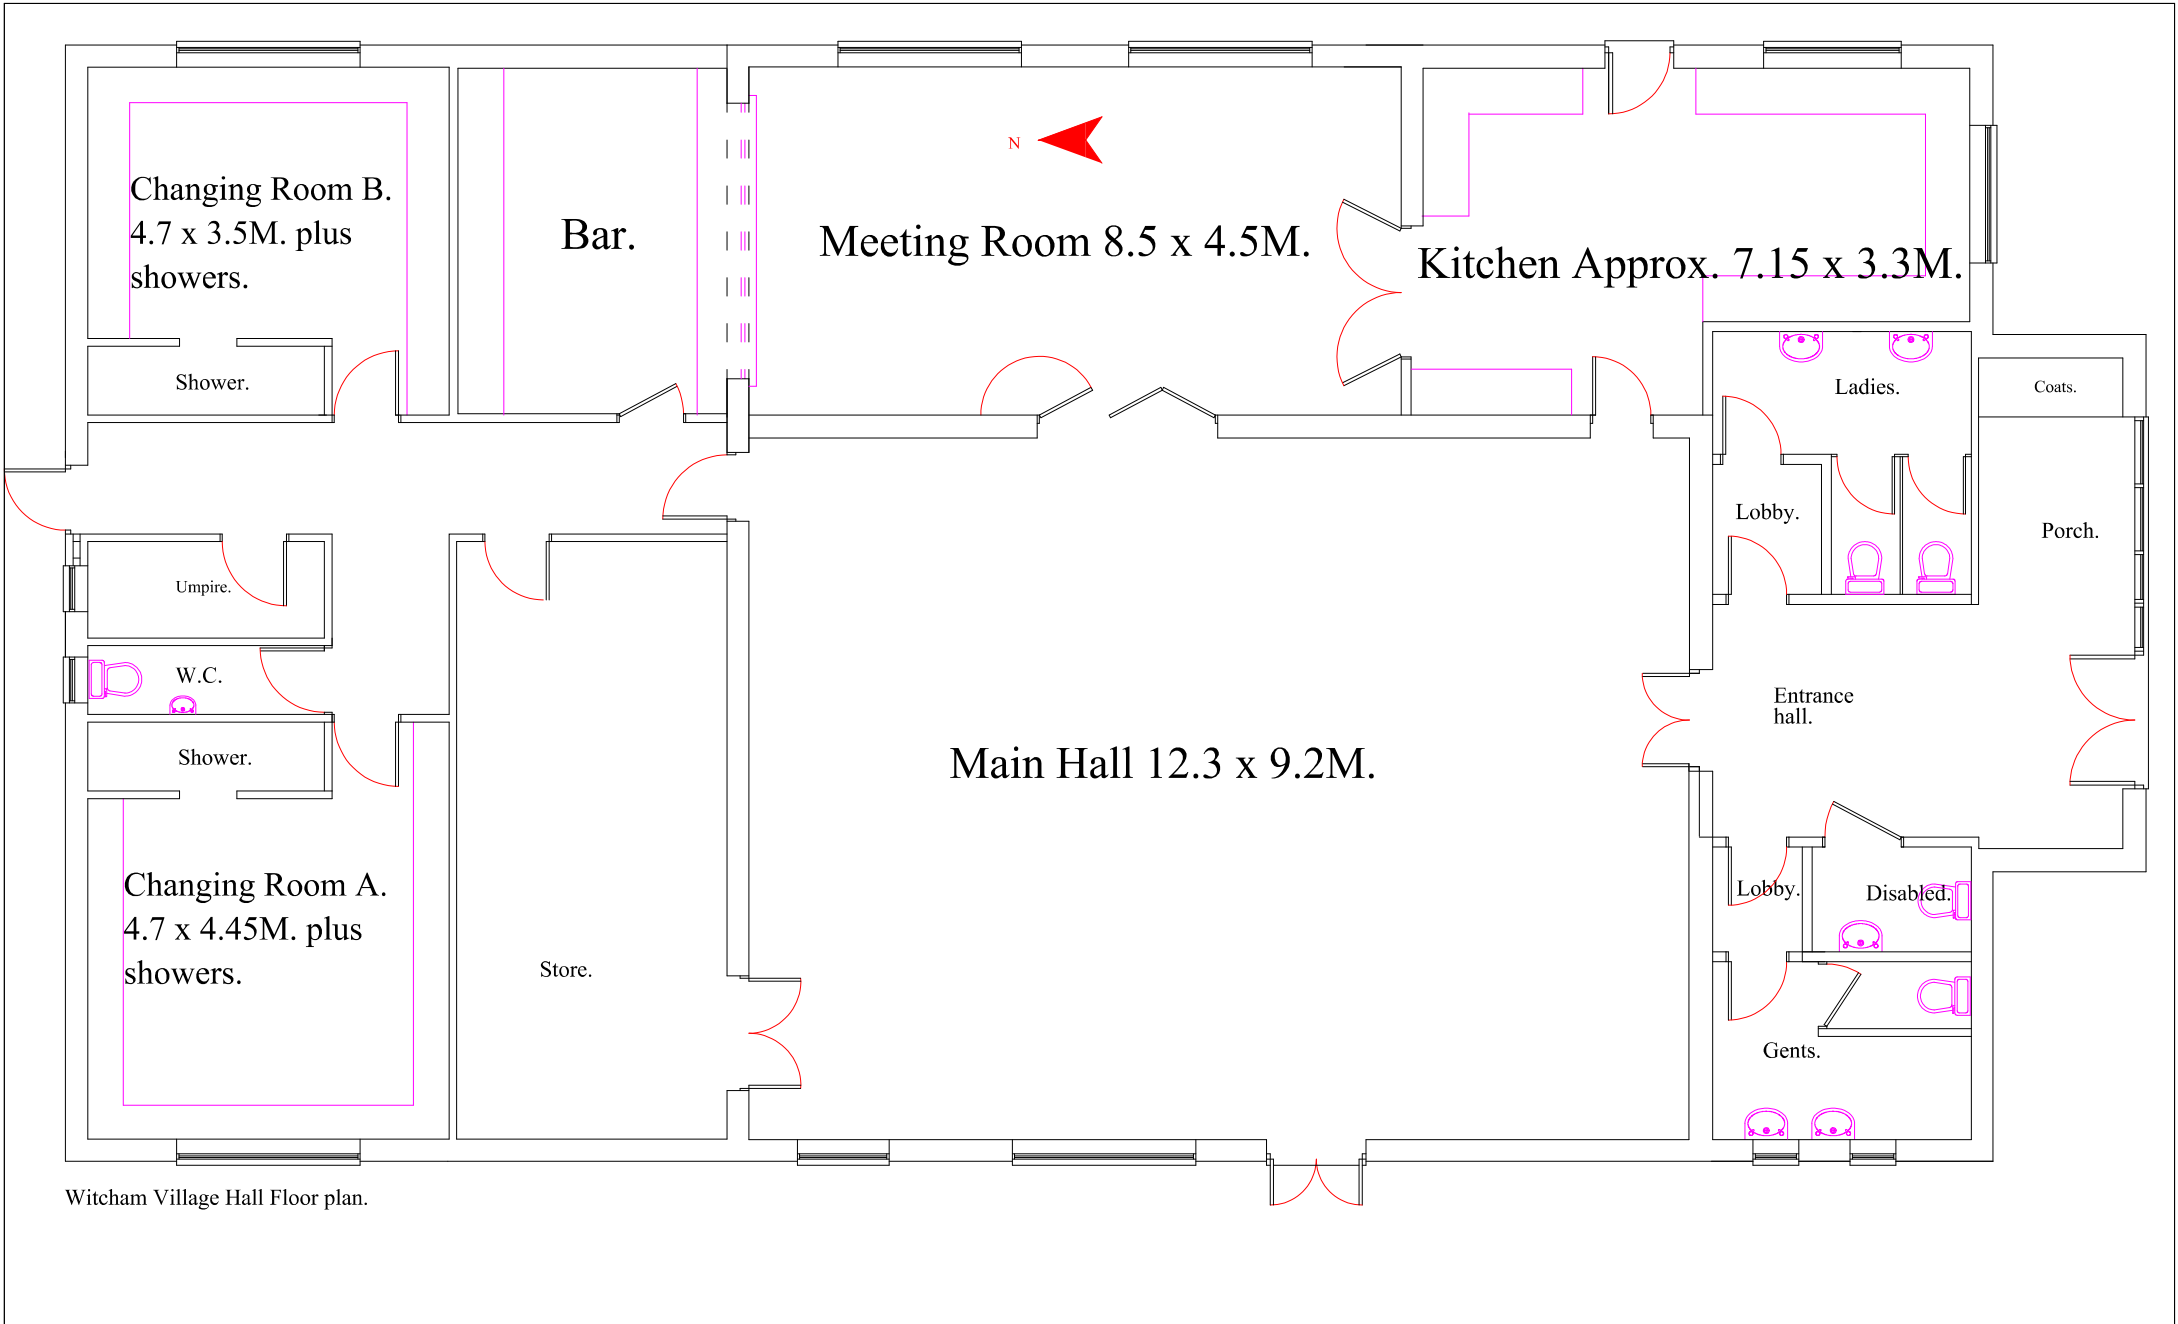 Changing Room B.
4.7 x 3.5M. plus
showers.
Bar.
N
Meeting Room 8.5 x 4.5M.
Kitchen Approx. 7.15 x 3.3M.
Shower.
Ladies.
Coats.
Lobby.
Porch.
Umpire.
W.C.
Entrance
hall.
Shower.
Main Hall 12.3 x 9.2M.
Changing Room A.
4.7 x 4.45M. plus
showers.
Lobby.
Disabled.
Store.
Gents.
Witcham Village Hall Floor plan.